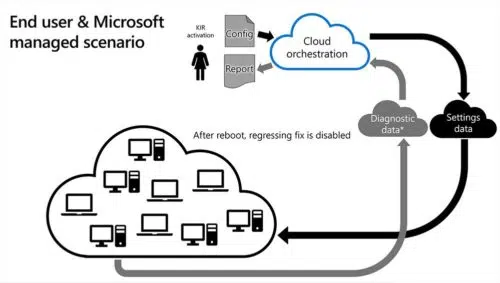 End user & Microsoft
managed scenario
KIR
activation
Config
Report
Cloud
orchestration
Diagnostic
data*
Settings
data
After reboot, regressing fix is disabled